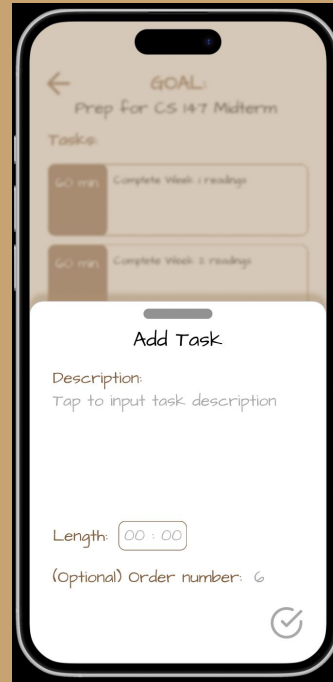 GOAL:
Prep for CS 147 Midterm
Tasks:
60 min
Complete Week 1 readings
60 min
Complete Week 2 readings
Add Task
Description:
Tap to input task description
Length: 00 : 00
(Optional) Order number: 6